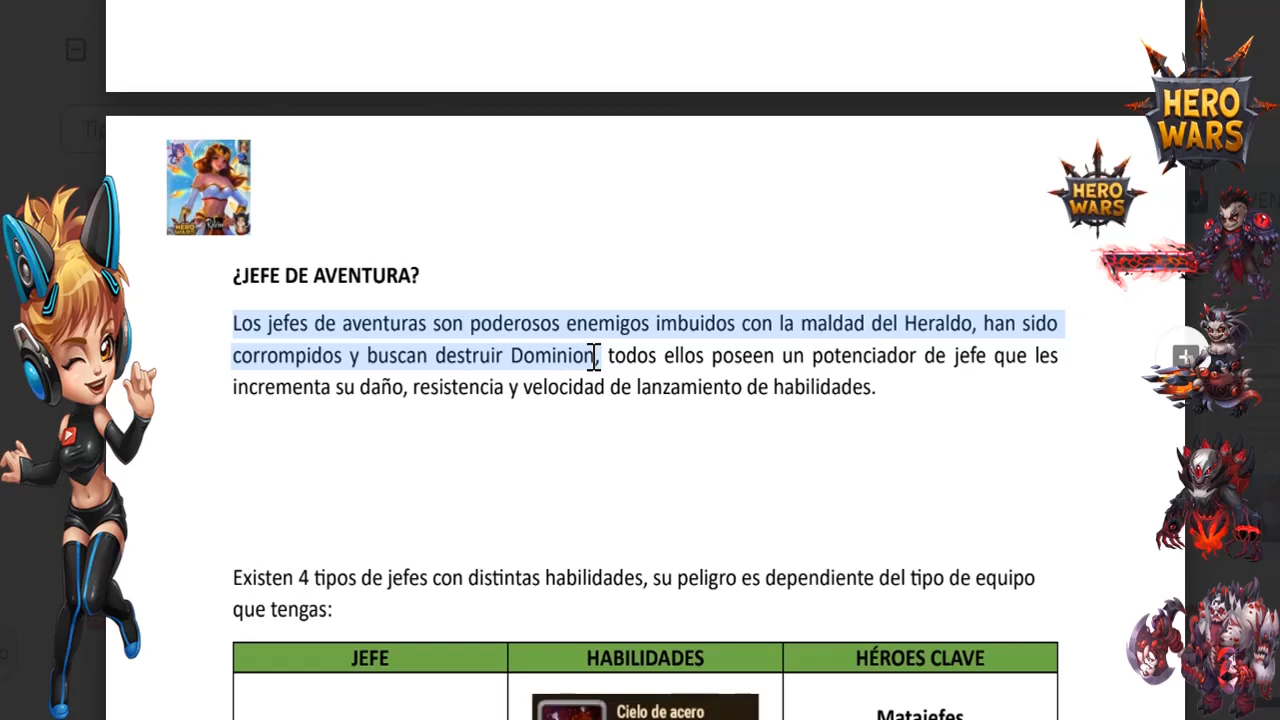 HERO
WARS
HERO
WARS
¿JEFE DE AVENTURA?
Los jefes de aventuras son poderosos enemigos imbuidos con la maldad del Heraldo, han sido
corrompidos y buscan destruir Dominion, todos ellos poseen un potenciador de jefe que les
incrementa su daño, resistencia y velocidad de lanzamiento de habilidades.
Existen 4 tipos de jefes con distintas habilidades, su peligro es dependiente del tipo de equipo
que tengas:
JEFE HABILIDADES HÉROES CLAVE
Cielo de acero
Matajefes